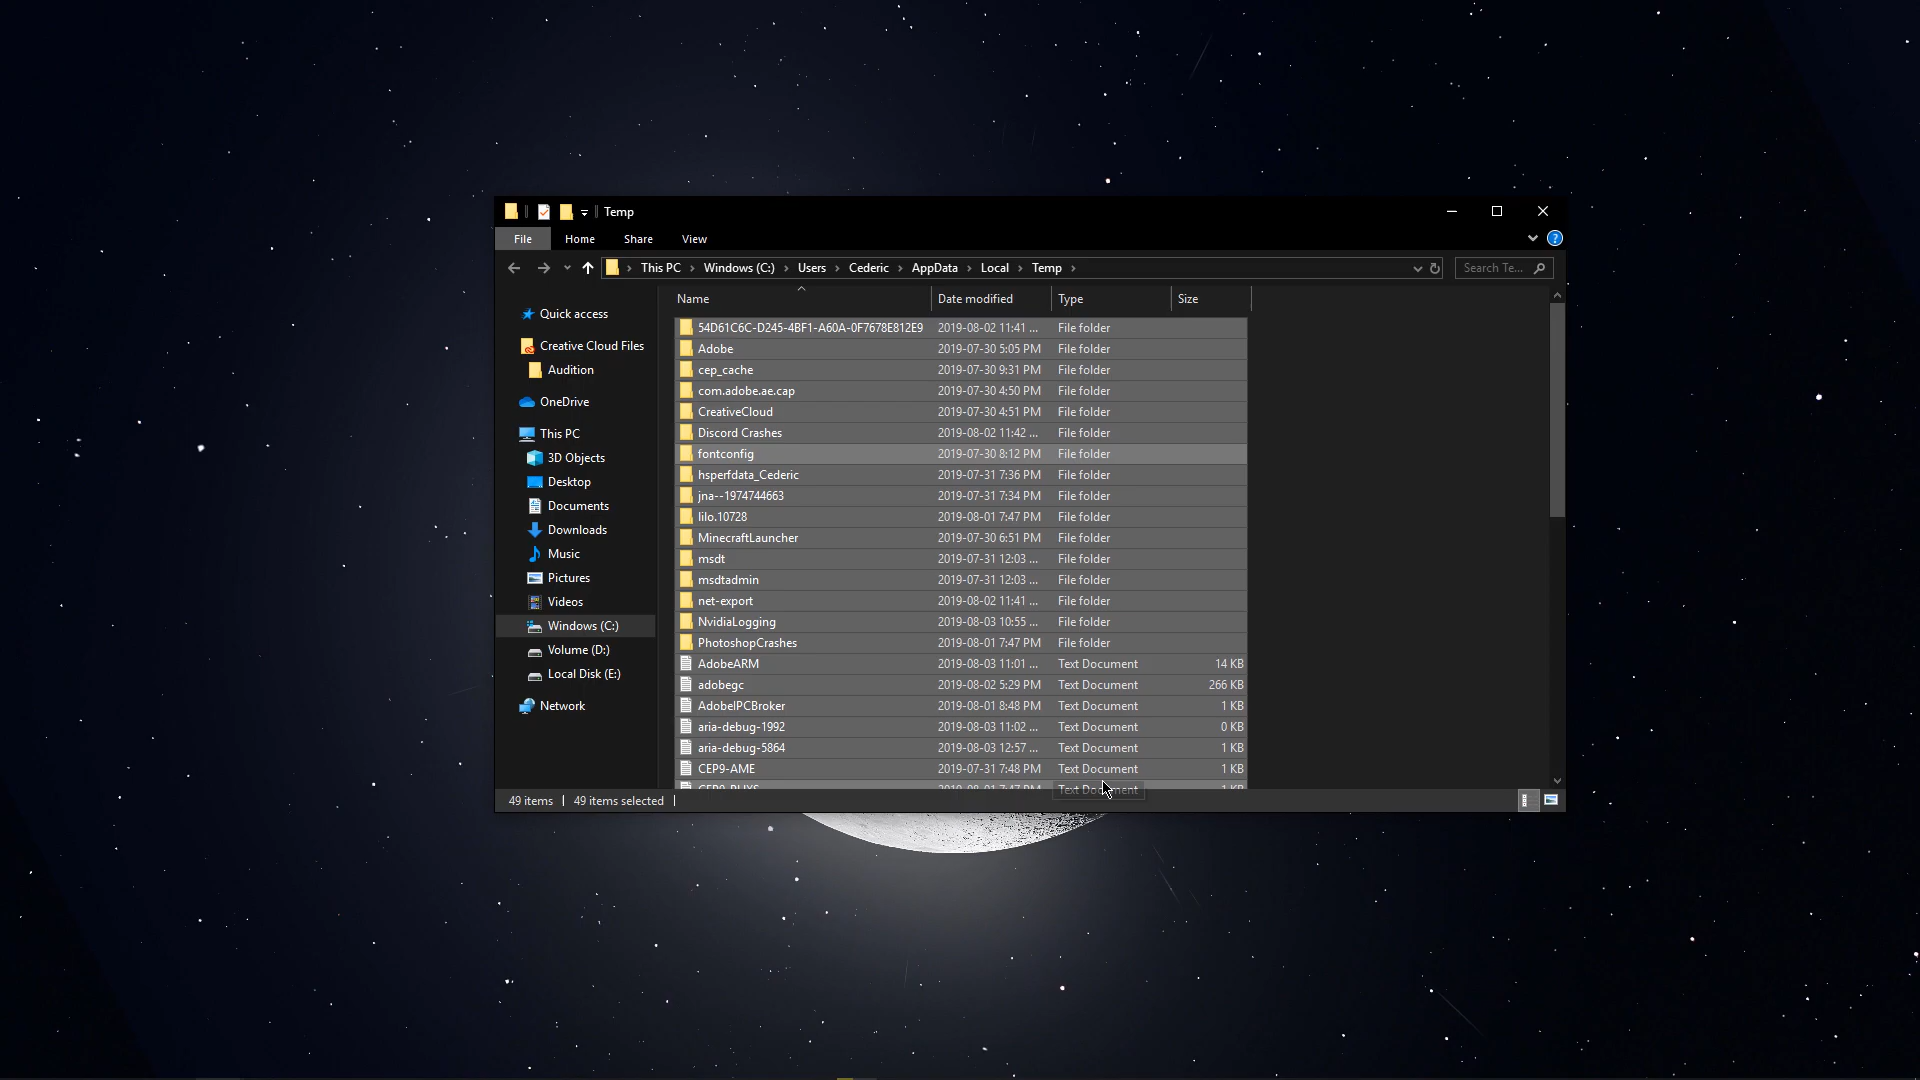 Temp
File Home Share View
This PC Windows (C:) Users Cederic AppData Local Temp
Search Te...
Name Date modified Type Size
Quick access
Creative Cloud Files
Audition
OneDrive
This PC
3D Objects
Desktop
Documents
Downloads
Music
Pictures
Videos
Windows (C:)
Volume (D:)
Local Disk (E:)
Network
54D61C6C-D245-4BF1-A60A-0F7678E812E9 2019-08-02 11:41 ... File folder
Adobe 2019-07-30 5:05 PM File folder
cep_cache 2019-07-30 9:31 PM File folder
com.adobe.ae.cap 2019-07-30 4:50 PM File folder
CreativeCloud 2019-07-30 4:51 PM File folder
Discord Crashes 2019-08-02 11:42 ... File folder
fontconfig 2019-07-30 8:12 PM File folder
hsperfdata_Cederic 2019-07-31 7:36 PM File folder
jna--1974744663 2019-07-31 7:34 PM File folder
lilo.10728 2019-08-01 7:47 PM File folder
MinecraftLauncher 2019-07-30 6:51 PM File folder
msdt 2019-07-31 12:03 ... File folder
msdtadmin 2019-07-31 12:03 ... File folder
net-export 2019-08-02 11:41 ... File folder
NvidiaLogging 2019-08-03 10:55 ... File folder
PhotoshopCrashes 2019-08-01 7:47 PM File folder
AdobeARM 2019-08-03 11:01 ... Text Document 14 KB
adobegc 2019-08-02 5:29 PM Text Document 266 KB
AdobeIPCBroker 2019-08-01 8:48 PM Text Document 1 KB
aria-debug-1992 2019-08-03 11:02 ... Text Document 0 KB
aria-debug-5864 2019-08-03 12:57 ... Text Document 1 KB
CEP9-AME 2019-07-31 7:48 PM Text Document 1 KB
2019-08-01 7:47 PM Text Document 1 KB
49 items 49 items selected